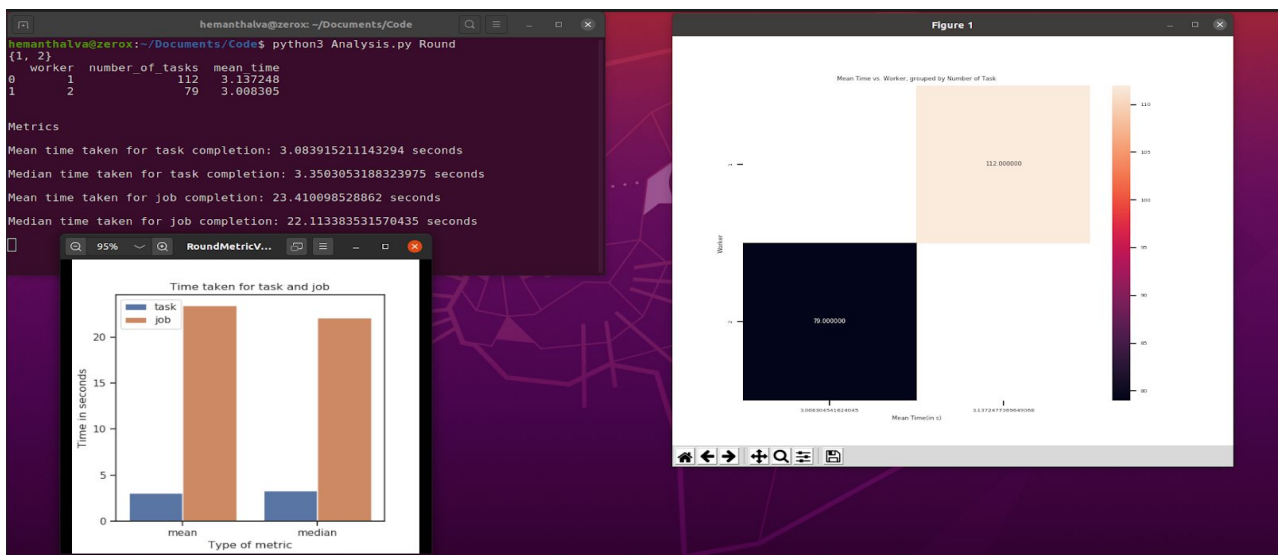 hemanthalva@zerox: ~/Documents/Code
hemanthalva@zerox:~/Documents/Code$ python3 Analysis.py Round
{1, 2}
worker number_of_tasks mean_time
0 1 112 3.137248
1 2 79 3.008305
Metrics
Mean time taken for task completion: 3.083915211143294 seconds
Median time taken for task completion: 3.3503053188323975 seconds
Mean time taken for job completion: 23.410098528862 seconds
Median time taken for job completion: 22.113383531570435 seconds
95% RoundMetricV...
Time taken for task and job
task
job
20
15
10
5
0
Time in seconds
mean median
Type of metric
Figure 1
Mean Time vs. Worker, grouped by Number of Task
1
112.000000
Worker
2
79.000000
Mean Time(in s)
110
105
100
95
90
85
80